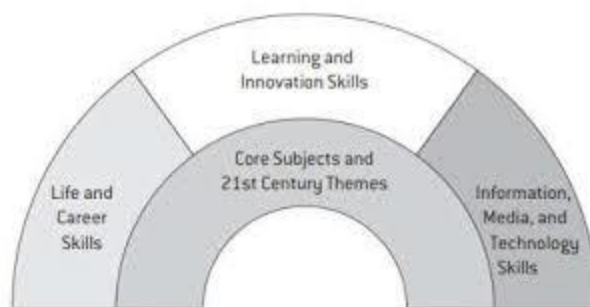 Learning and
Innovation Skills
Core Subjects and
21st Century Themes
Life and
Career
Skills
Information,
Media, and
Technology
Skills